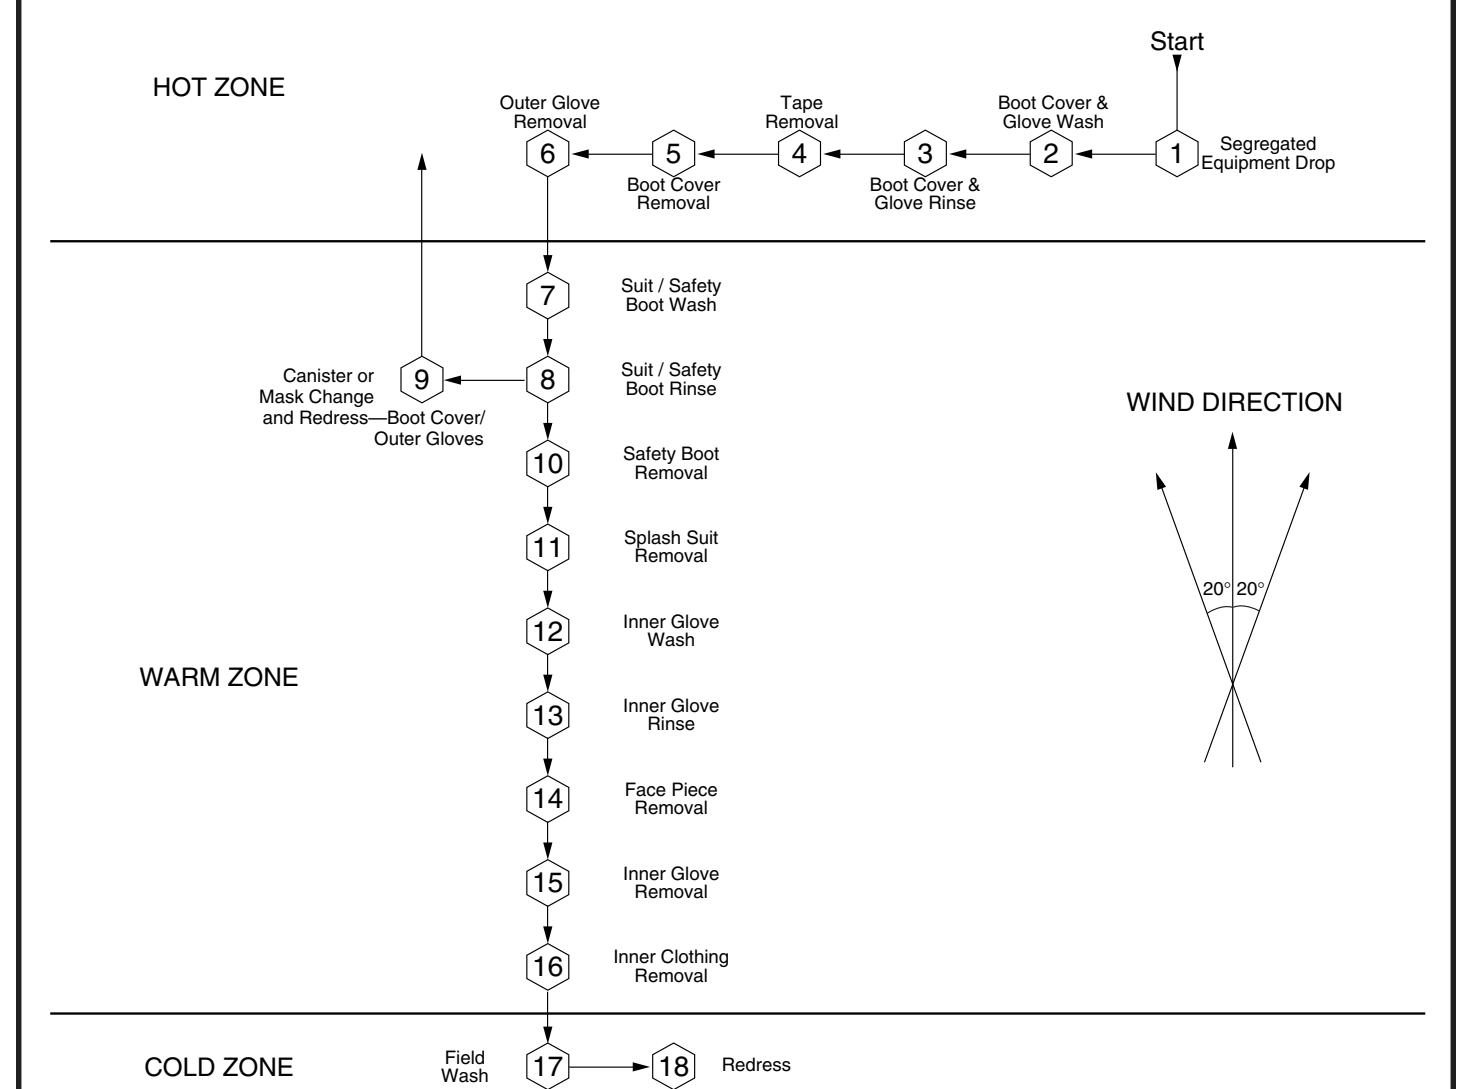 Start
HOT ZONE
Outer Glove
Removal
Tape
Removal
Boot Cover &
Glove Wash
6
5
4
3
2
1
Segregated
Equipment Drop
Boot Cover
Removal
Boot Cover &
Glove Rinse
7
Suit / Safety
Boot Wash
Canister or
Mask Change
and Redress—Boot Cover/
Outer Gloves
9
8
Suit / Safety
Boot Rinse
WIND DIRECTION
20° 20°
10
Safety Boot
Removal
11
Splash Suit
Removal
12
Inner Glove
Wash
WARM ZONE
13
Inner Glove
Rinse
14
Face Piece
Removal
15
Inner Glove
Removal
16
Inner Clothing
Removal
COLD ZONE
Field
Wash
17
18
Redress